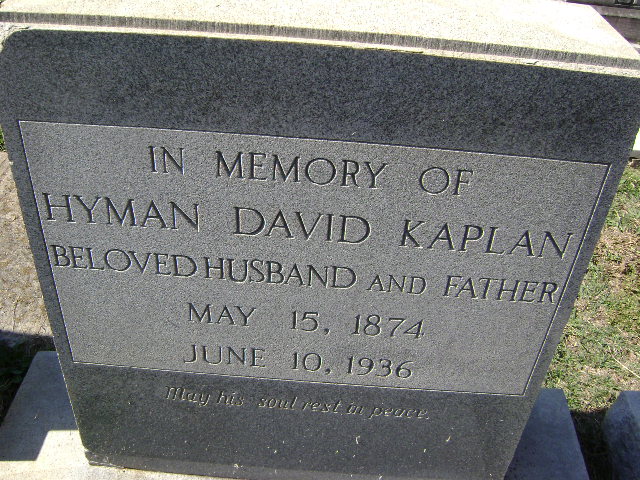 IN MEMORY OF
HYMAN DAVID KAPLAN
BELOVED HUSBAND AND FATHER
MAY 15, 1874
JUNE 10, 1936
May his soul rest in peace.